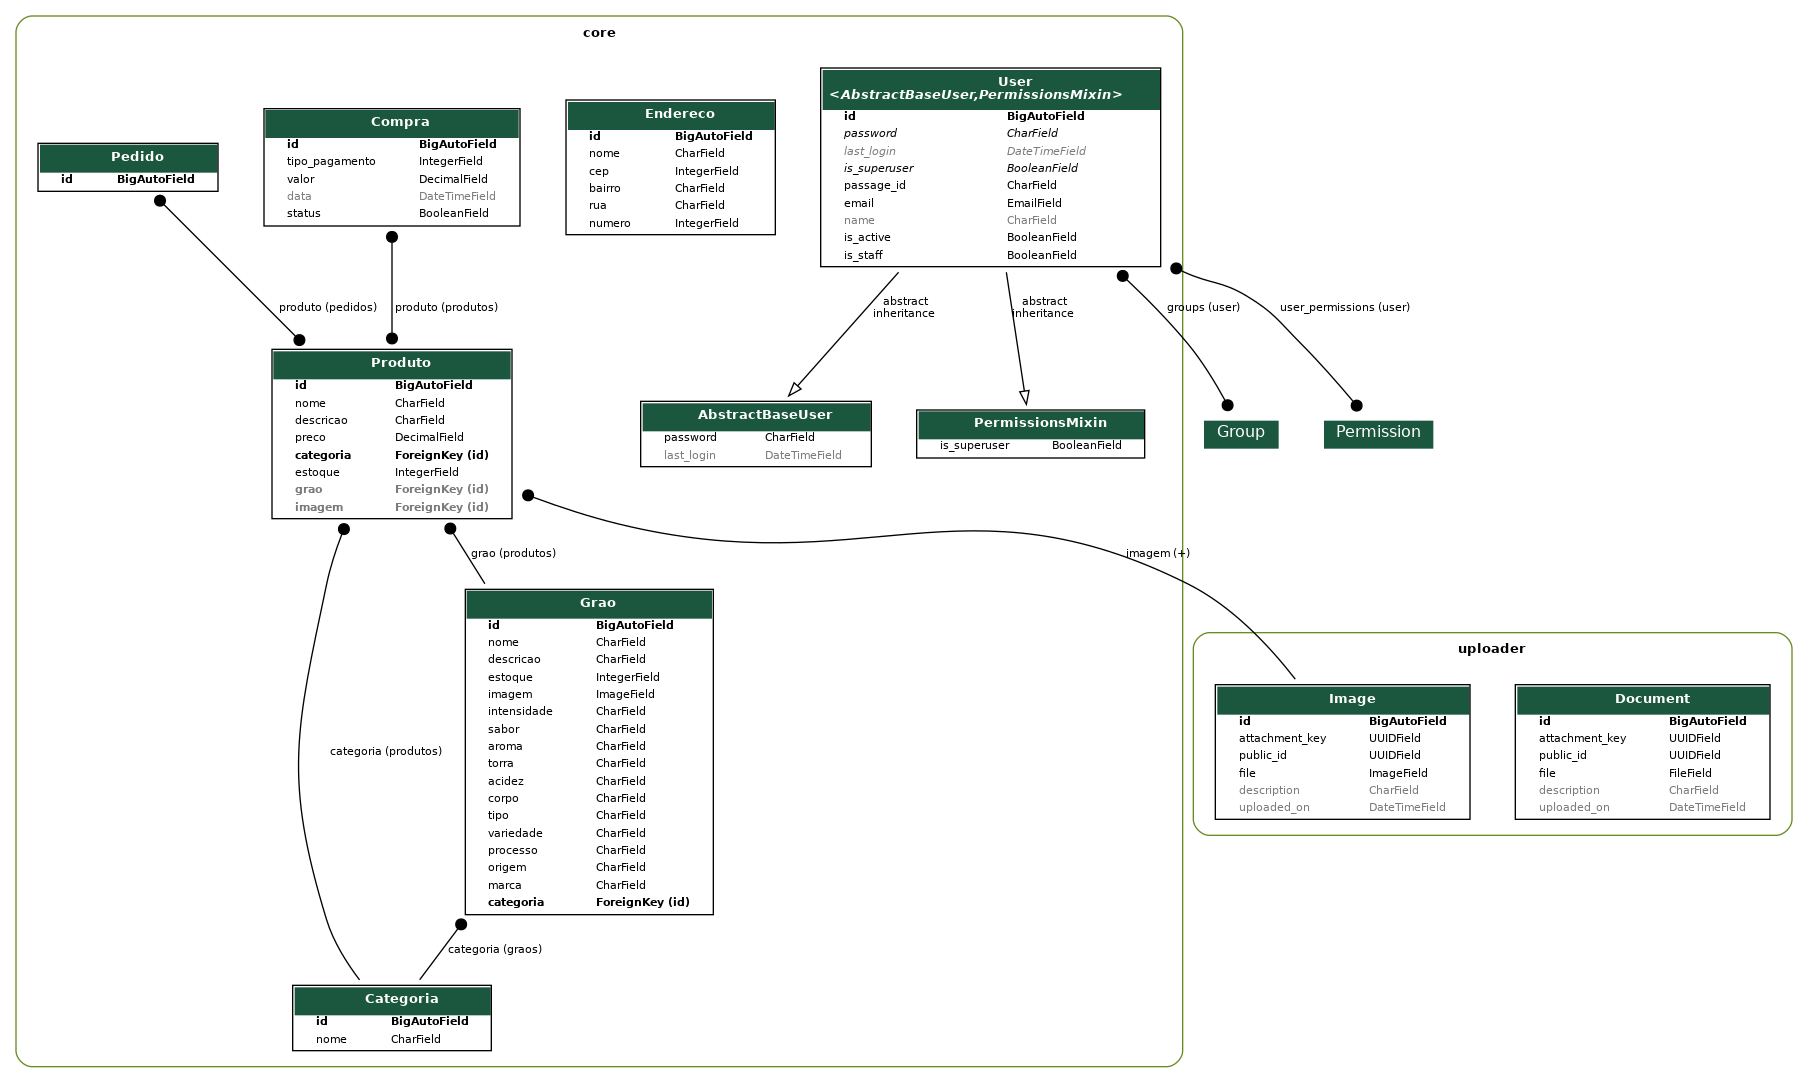 core
Pedido
id BigAutoField
Compra
id BigAutoField
tipo_pagamento IntegerField
valor DecimalField
data DateTimeField
status BooleanField
Endereco
id BigAutoField
nome CharField
cep IntegerField
bairro CharField
rua CharField
numero IntegerField
User
<AbstractBaseUser,PermissionsMixin>
id BigAutoField
password CharField
last_login DateTimeField
is_superuser BooleanField
passage_id CharField
email EmailField
name CharField
is_active BooleanField
is_staff BooleanField
produto (pedidos)
produto (produtos)
abstract
inheritance
abstract
inheritance
groups (user)
user_permissions (user)
Produto
id BigAutoField
nome CharField
descricao CharField
preco DecimalField
categoria ForeignKey (id)
estoque IntegerField
grao ForeignKey (id)
imagem ForeignKey (id)
AbstractBaseUser
password CharField
last_login DateTimeField
PermissionsMixin
is_superuser BooleanField
Group
Permission
grao (produtos)
imagem (+)
Grao
id BigAutoField
nome CharField
descricao CharField
estoque IntegerField
imagem ImageField
intensidade CharField
sabor CharField
aroma CharField
torra CharField
acidez CharField
corpo CharField
tipo CharField
variedade CharField
processo CharField
origem CharField
marca CharField
categoria ForeignKey (id)
categoria (produtos)
uploader
Image
id BigAutoField
attachment_key UUIDField
public_id UUIDField
file ImageField
description CharField
uploaded_on DateTimeField
Document
id BigAutoField
attachment_key UUIDField
public_id UUIDField
file FileField
description CharField
uploaded_on DateTimeField
categoria (graos)
Categoria
id BigAutoField
nome CharField